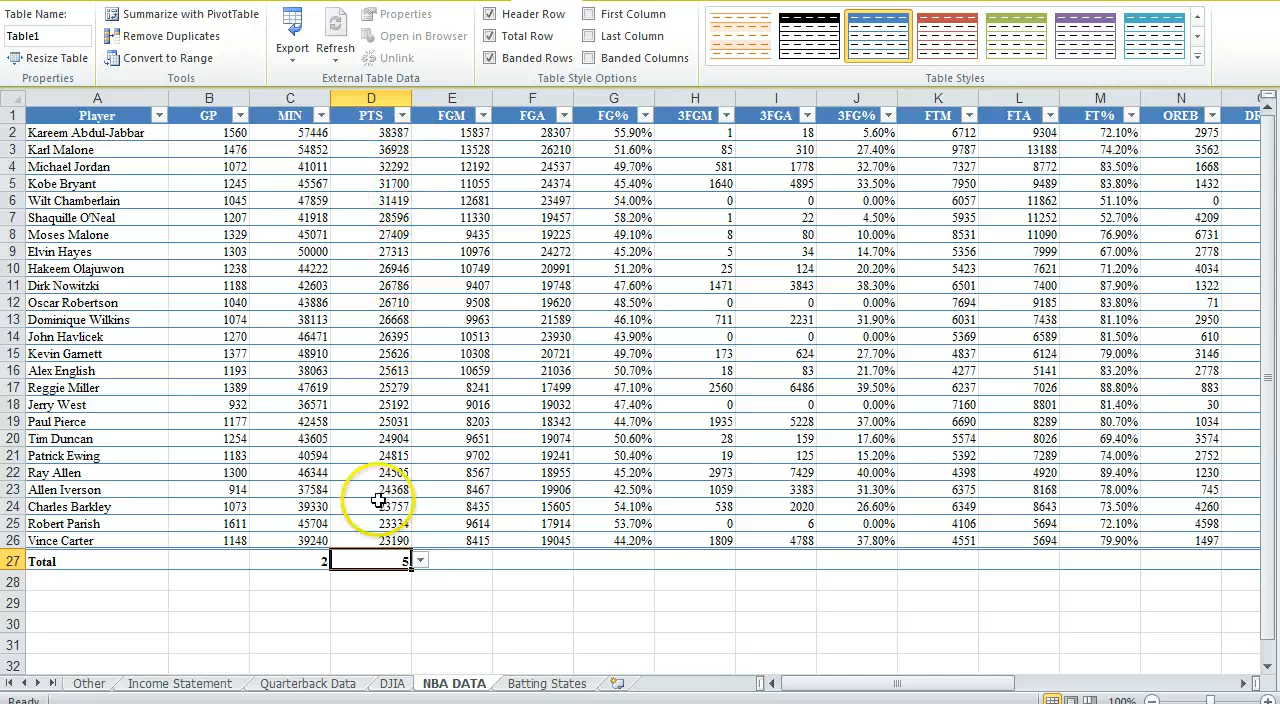 Table Name:
Table1
Resize Table
Properties
Summarize with PivotTable
Remove Duplicates
Convert to Range
Tools
Export
Refresh
Properties
Open in Browser
Unlink
External Table Data
Header Row
Total Row
Banded Rows
First Column
Last Column
Banded Columns
Table Style Options
Table Styles
A B C D E F G H I J K L M N
1 Player GP MIN PTS FGM FGA FG% 3FGM 3FGA 3FG% FTM FTA FT% OREB
2 Kareem Abdul-Jabbar 1560 57446 38387 15837 28307 55.90% 1 18 5.60% 6712 9304 72.10% 2975
3 Karl Malone 1476 54852 36928 13528 26210 51.60% 85 310 27.40% 9787 13188 74.20% 3562
4 Michael Jordan 1072 41011 32292 12192 24537 49.70% 581 1778 32.70% 7327 8772 83.50% 1668
5 Kobe Bryant 1245 45567 31700 11055 24374 45.40% 1640 4895 33.50% 7950 9489 83.80% 1432
6 Wilt Chamberlain 1045 47859 31419 12681 23497 54.00% 0 0 0.00% 6057 11862 51.10% 0
7 Shaquille O'Neal 1207 41918 28596 11330 19457 58.20% 1 22 4.50% 5935 11252 52.70% 4209
8 Moses Malone 1329 45071 27409 9435 19225 49.10% 8 80 10.00% 8531 11090 76.90% 6731
9 Elvin Hayes 1303 50000 27313 10976 24272 45.20% 5 34 14.70% 5356 7999 67.00% 2778
10 Hakeem Olajuwon 1238 44222 26946 10749 20991 51.20% 25 124 20.20% 5423 7621 71.20% 4034
11 Dirk Nowitzki 1188 42603 26786 9407 19748 47.60% 1471 3843 38.30% 6501 7400 87.90% 1322
12 Oscar Robertson 1040 43886 26710 9508 19620 48.50% 0 0 0.00% 7694 9185 83.80% 71
13 Dominique Wilkins 1074 38113 26668 9963 21589 46.10% 711 2231 31.90% 6031 7438 81.10% 2950
14 John Havlicek 1270 46471 26395 10513 23930 43.90% 0 0 0.00% 5369 6589 81.50% 610
15 Kevin Garnett 1377 48910 25626 10308 20721 49.70% 173 624 27.70% 4837 6124 79.00% 3146
16 Alex English 1193 38063 25613 10659 21036 50.70% 18 83 21.70% 4277 5141 83.20% 2778
17 Reggie Miller 1389 47619 25279 8241 17499 47.10% 2560 6486 39.50% 6237 7026 88.80% 883
18 Jerry West 932 36571 25192 9016 19032 47.40% 0 0 0.00% 7160 8801 81.40% 30
19 Paul Pierce 1177 42458 25031 8203 18342 44.70% 1935 5228 37.00% 6690 8289 80.70% 1034
20 Tim Duncan 1254 43605 24904 9651 19074 50.60% 28 159 17.60% 5574 8026 69.40% 3574
21 Patrick Ewing 1183 40594 24815 9702 19241 50.40% 19 125 15.20% 5392 7289 74.00% 2752
22 Ray Allen 1300 46344 24505 8567 18955 45.20% 2973 7429 40.00% 4398 4920 89.40% 1230
23 Allen Iverson 914 37584 24368 8467 19906 42.50% 1059 3383 31.30% 6375 8168 78.00% 745
24 Charles Barkley 1073 39330 23757 8435 15605 54.10% 538 2020 26.60% 6349 8643 73.50% 4260
25 Robert Parish 1611 45704 23334 9614 17914 53.70% 0 6 0.00% 4106 5694 72.10% 4598
26 Vince Carter 1148 39240 23190 8415 19045 44.20% 1809 4788 37.80% 4551 5694 79.90% 1497
27 Total 2 5
28
29
30
31
32
Other Income Statement Quarterback Data DJIA NBA DATA Batting States
Ready 100%